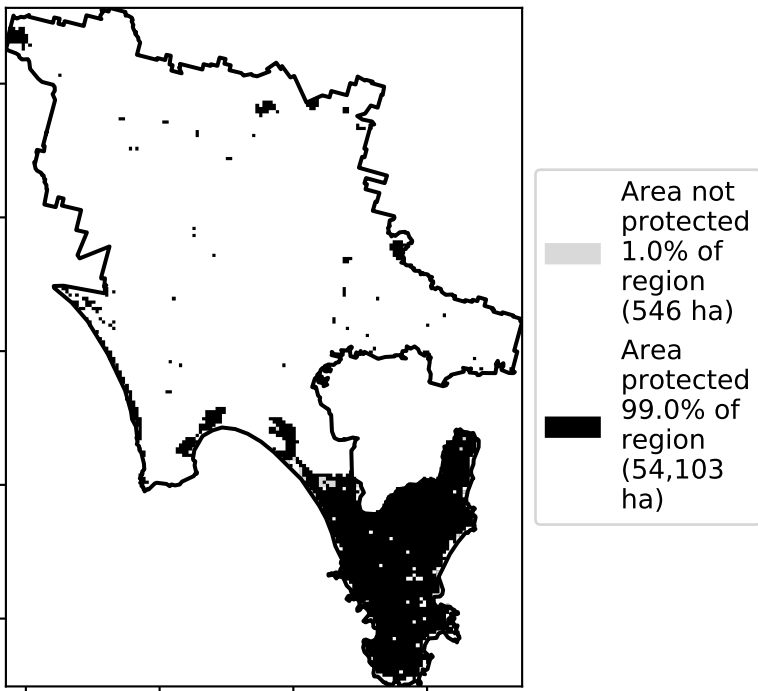 Area not
protected
1.0% of
region
(546 ha)
Area
protected
99.0% of
region
(54,103
ha)